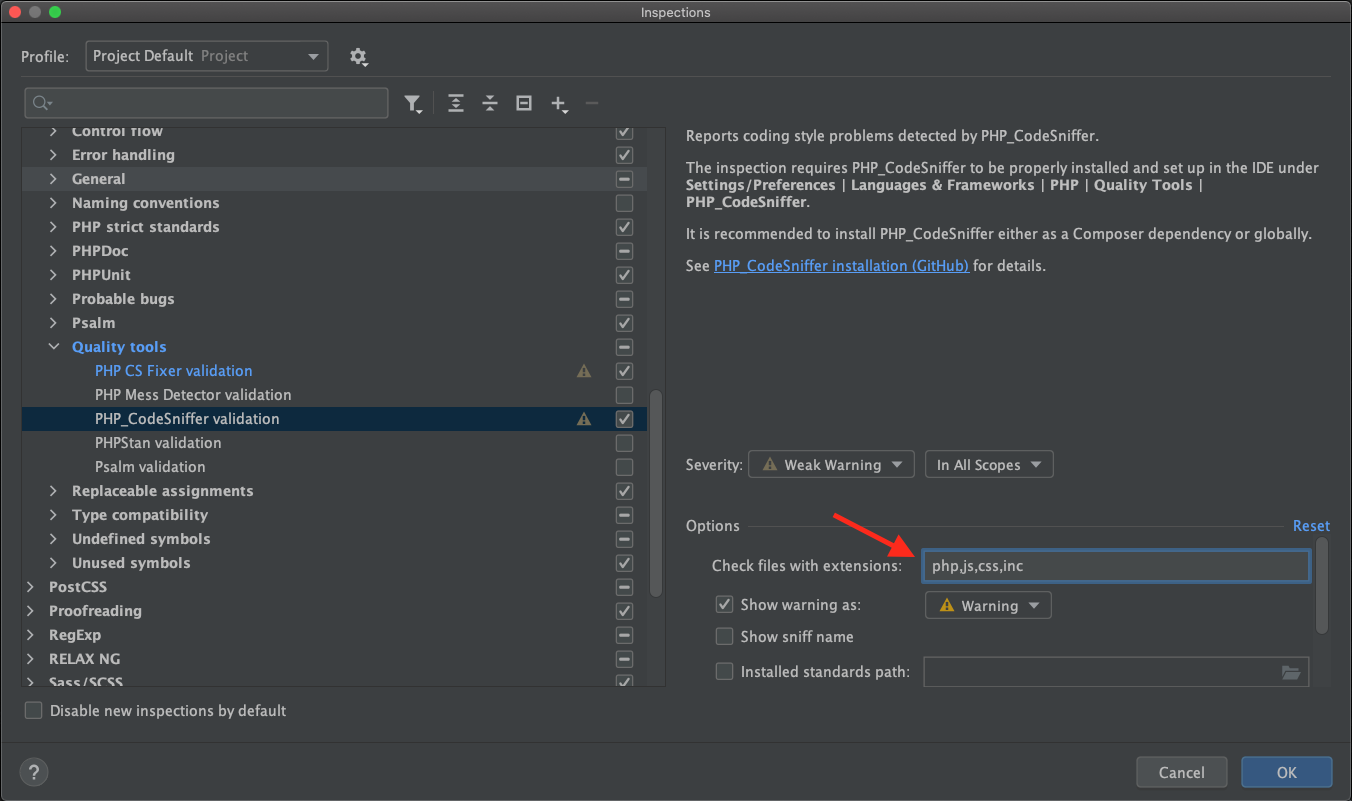 Inspections
Profile:
Project Default Project
Control flow
Error handling
General
Naming conventions
PHP strict standards
PHPDoc
PHPUnit
Probable bugs
Psalm
Quality tools
PHP CS Fixer validation
PHP Mess Detector validation
PHP_CodeSniffer validation
PHPStan validation
Psalm validation
Replaceable assignments
Type compatibility
Undefined symbols
Unused symbols
PostCSS
Proofreading
RegExp
RELAX NG
Sass/SCSS
Disable new inspections by default
Reports coding style problems detected by PHP_CodeSniffer.
The inspection requires PHP_CodeSniffer to be properly installed and set up in the IDE under
Settings/Preferences | Languages & Frameworks | PHP | Quality Tools |
PHP_CodeSniffer.
It is recommended to install PHP_CodeSniffer either as a Composer dependency or globally.
See PHP_CodeSniffer installation (GitHub) for details.
Severity: Weak Warning In All Scopes
Options Reset
Check files with extensions: php,js,css,inc
Show warning as: Warning
Show sniff name
Installed standards path:
?
Cancel OK